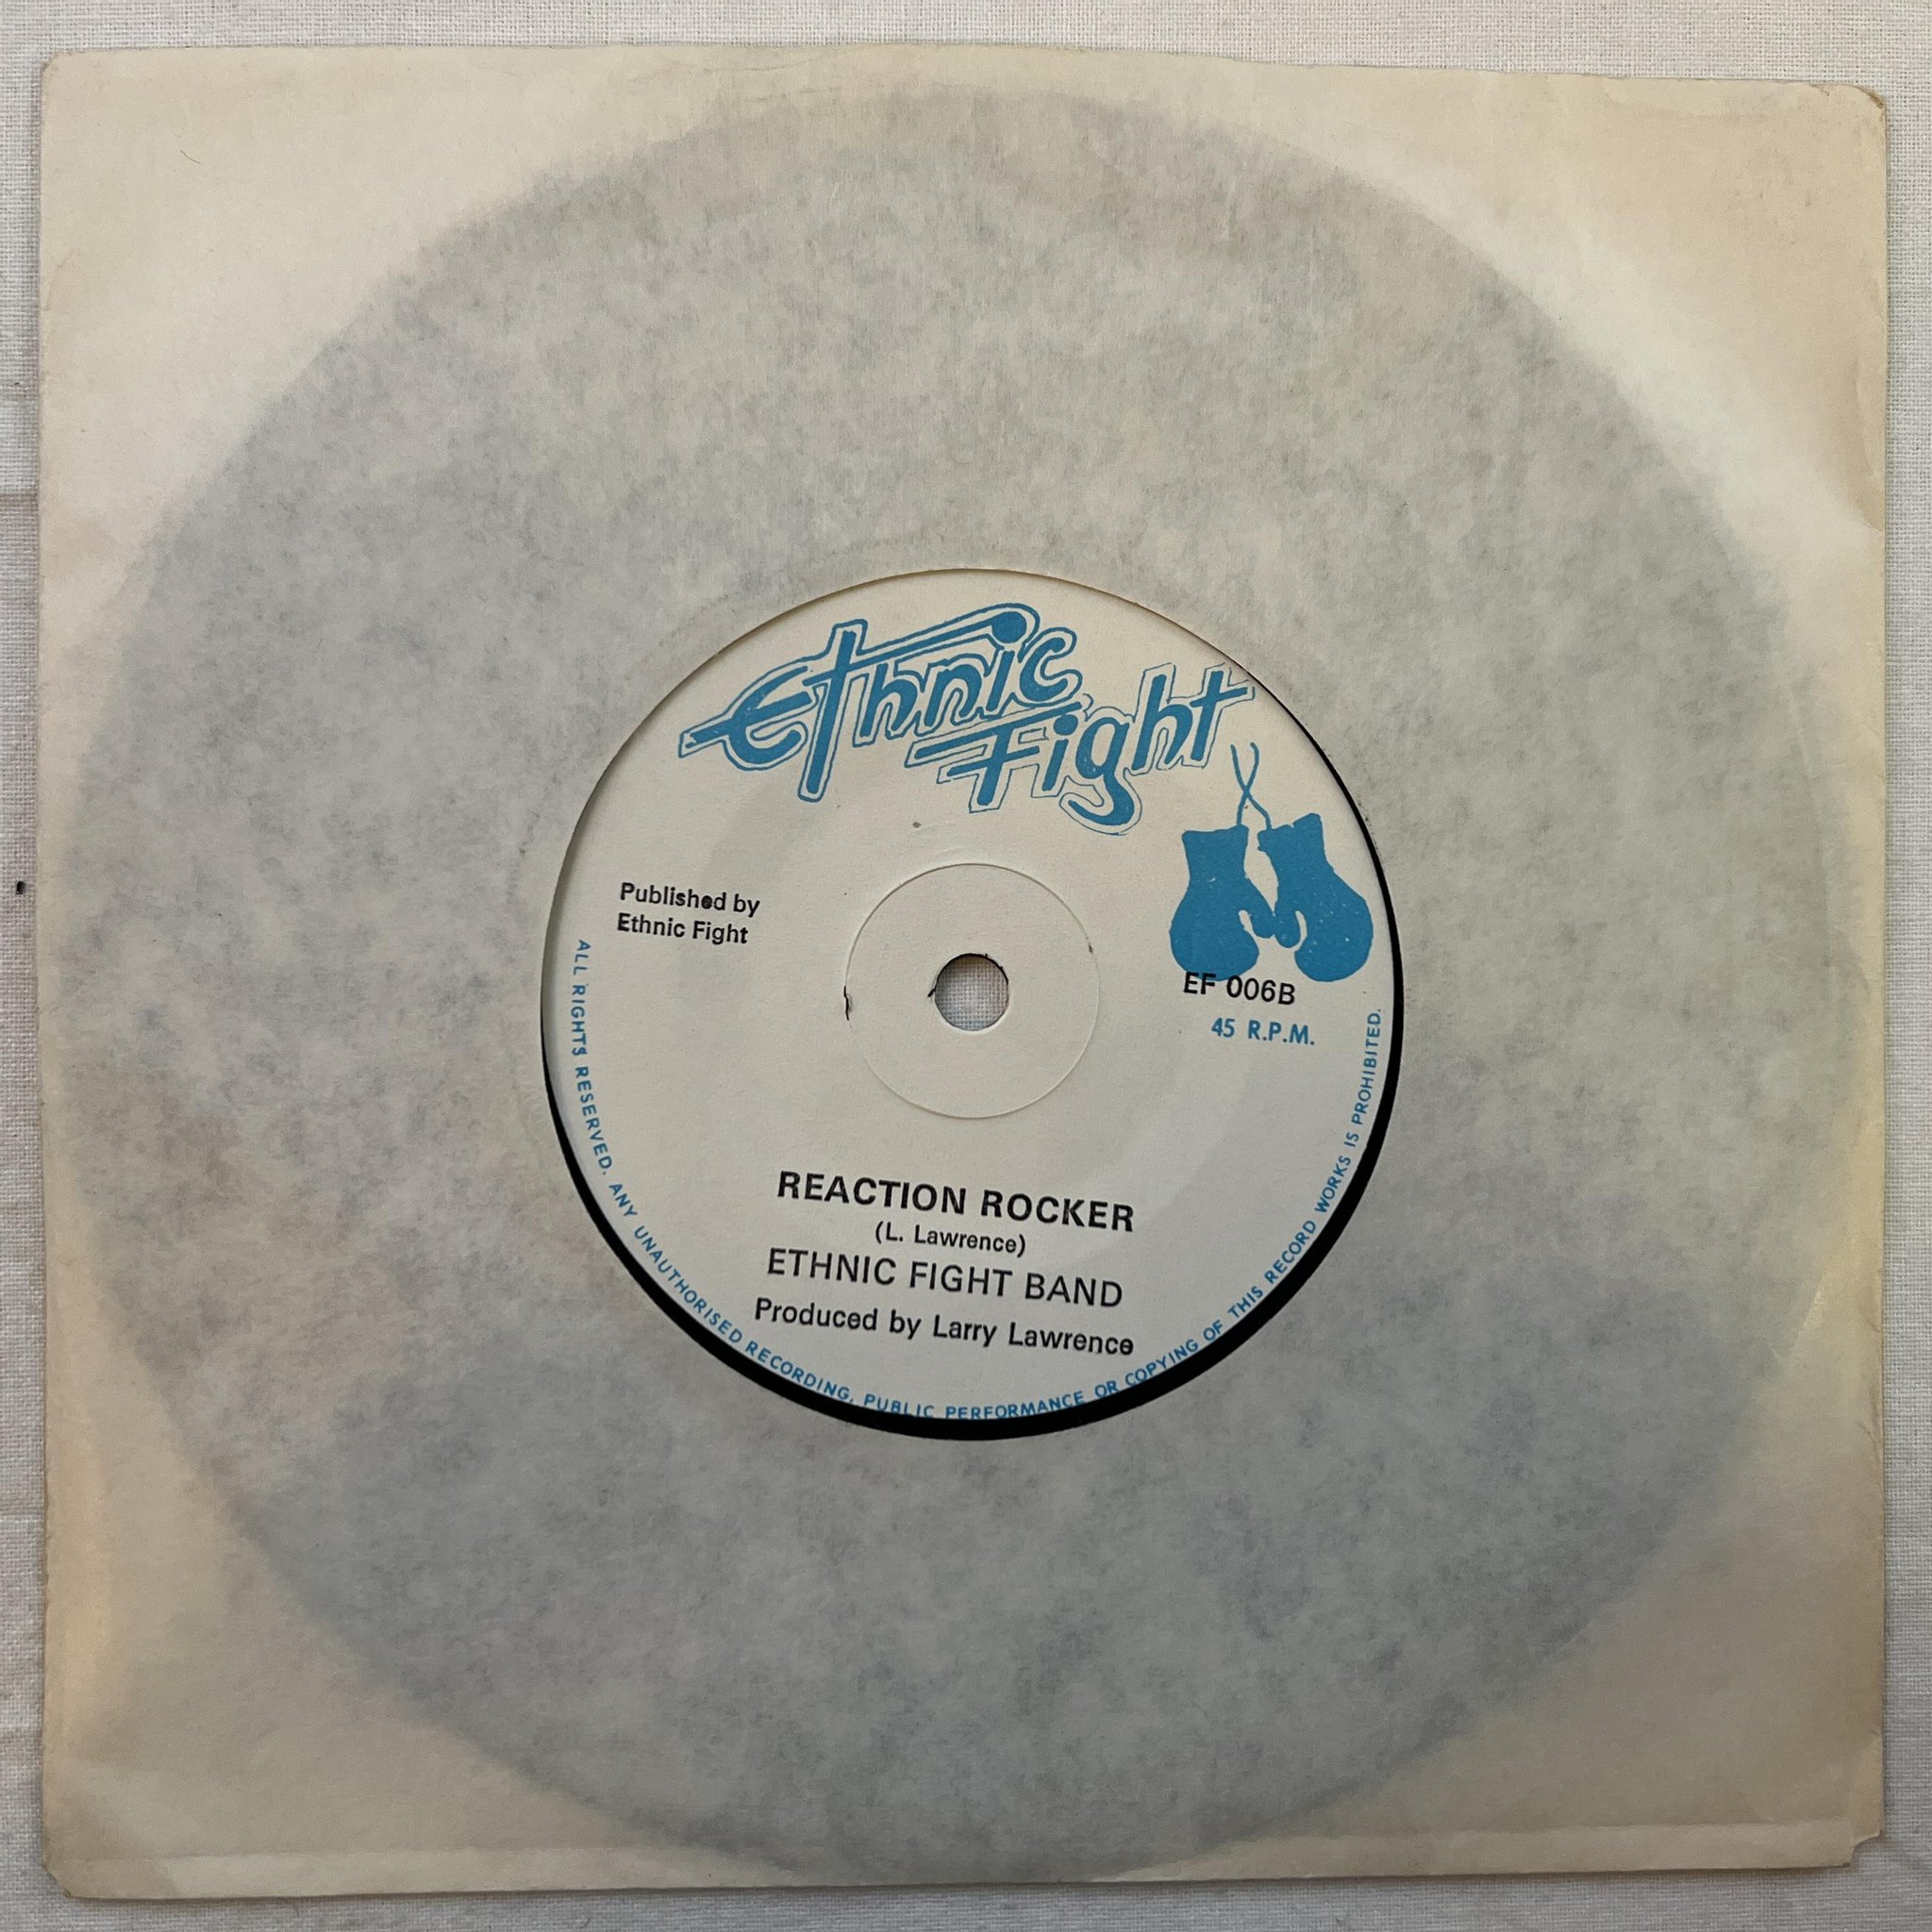 ethnic
Fight
Published by
Ethnic Fight
EF 006B
45 R.P.M.
REACTION ROCKER
(L. Lawrence)
ETHNIC FIGHT BAND
Produced by Larry Lawrence
ALL RIGHTS RESERVED. ANY UNAUTHORISED RECORDING, PUBLIC PERFORMANCE OR COPYING OF THIS RECORD WORKS IS PROHIBITED.